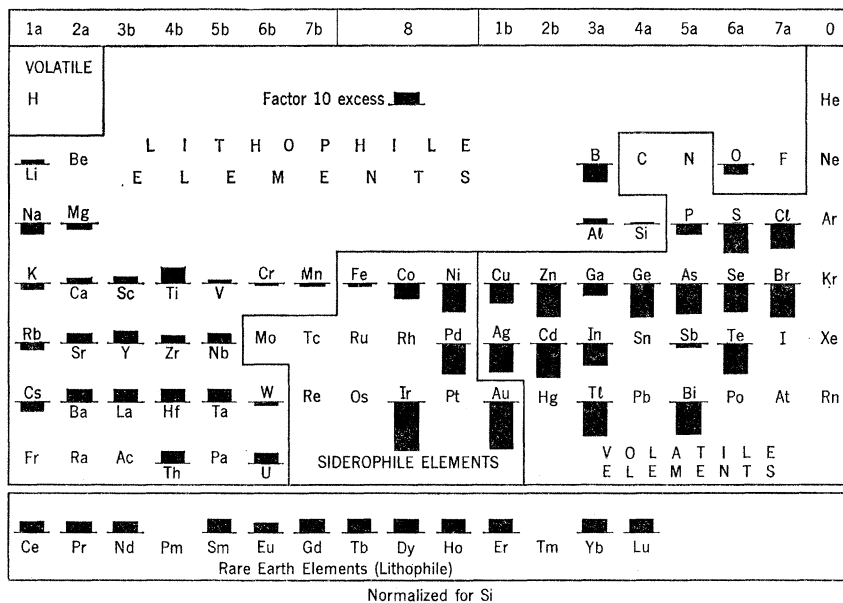 1a 2a 3b 4b 5b 6b 7b 8 1b 2b 3a 4a 5a 6a 7a 0
VOLATILE
H Factor 10 excess He
L I T H O P H I L E
Li Be B C N O F Ne
E L E M E N T S
Na Mg Al Si P S Cl Ar
K Ca Sc Ti V Cr Mn Fe Co Ni Cu Zn Ga Ge As Se Br Kr
Rb Sr Y Zr Nb Mo Tc Ru Rh Pd Ag Cd In Sn Sb Te I Xe
Cs Ba La Hf Ta W Re Os Ir Pt Au Hg Tl Pb Bi Po At Rn
Fr Ra Ac Th Pa U SIDEROPHILE ELEMENTS V O L A T I L E
E L E M E N T S
Ce Pr Nd Pm Sm Eu Gd Tb Dy Ho Er Tm Yb Lu
Rare Earth Elements (Lithophile)
Normalized for Si